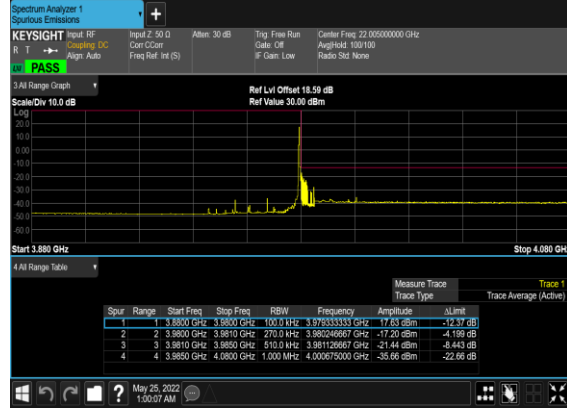 Spectrum Analyzer 1
Spurious Emissions
+
KEYSIGHT Input: RF Input Z: 50 Ω Atten: 30 dB Trig: Free Run Center Freq: 22.005000000 GHz
R T Coupling: DC Corr CCorr Gate: Off Avg|Hold: 100/100
Align: Auto Freq Ref: Int (S) IF Gain: Low Radio Std: None
LW PASS
3 All Range Graph
Ref Lvl Offset 18.59 dB
Scale/Div 10.0 dB Ref Value 30.00 dBm
Log
20.0
10.0
0.00
-10.0
-20.0
-30.0
-40.0
-50.0
-60.0
Start 3.880 GHz Stop 4.080 GHz
4 All Range Table
Measure Trace Trace 1
Trace Type Trace Average (Active)
Spur Range Start Freq Stop Freq RBW Frequency Amplitude ΔLimit
1 1 3.8800 GHz 3.9800 GHz 100.0 kHz 3.979333333 GHz 17.63 dBm -12.37 dB
2 2 3.9800 GHz 3.9810 GHz 270.0 kHz 3.980246667 GHz -17.20 dBm -4.199 dB
3 3 3.9810 GHz 3.9850 GHz 510.0 kHz 3.981126667 GHz -21.44 dBm -8.443 dB
4 4 3.9850 GHz 4.0800 GHz 1.000 MHz 4.000675000 GHz -35.66 dBm -22.66 dB
? May 25, 2022
1:00:07 AM